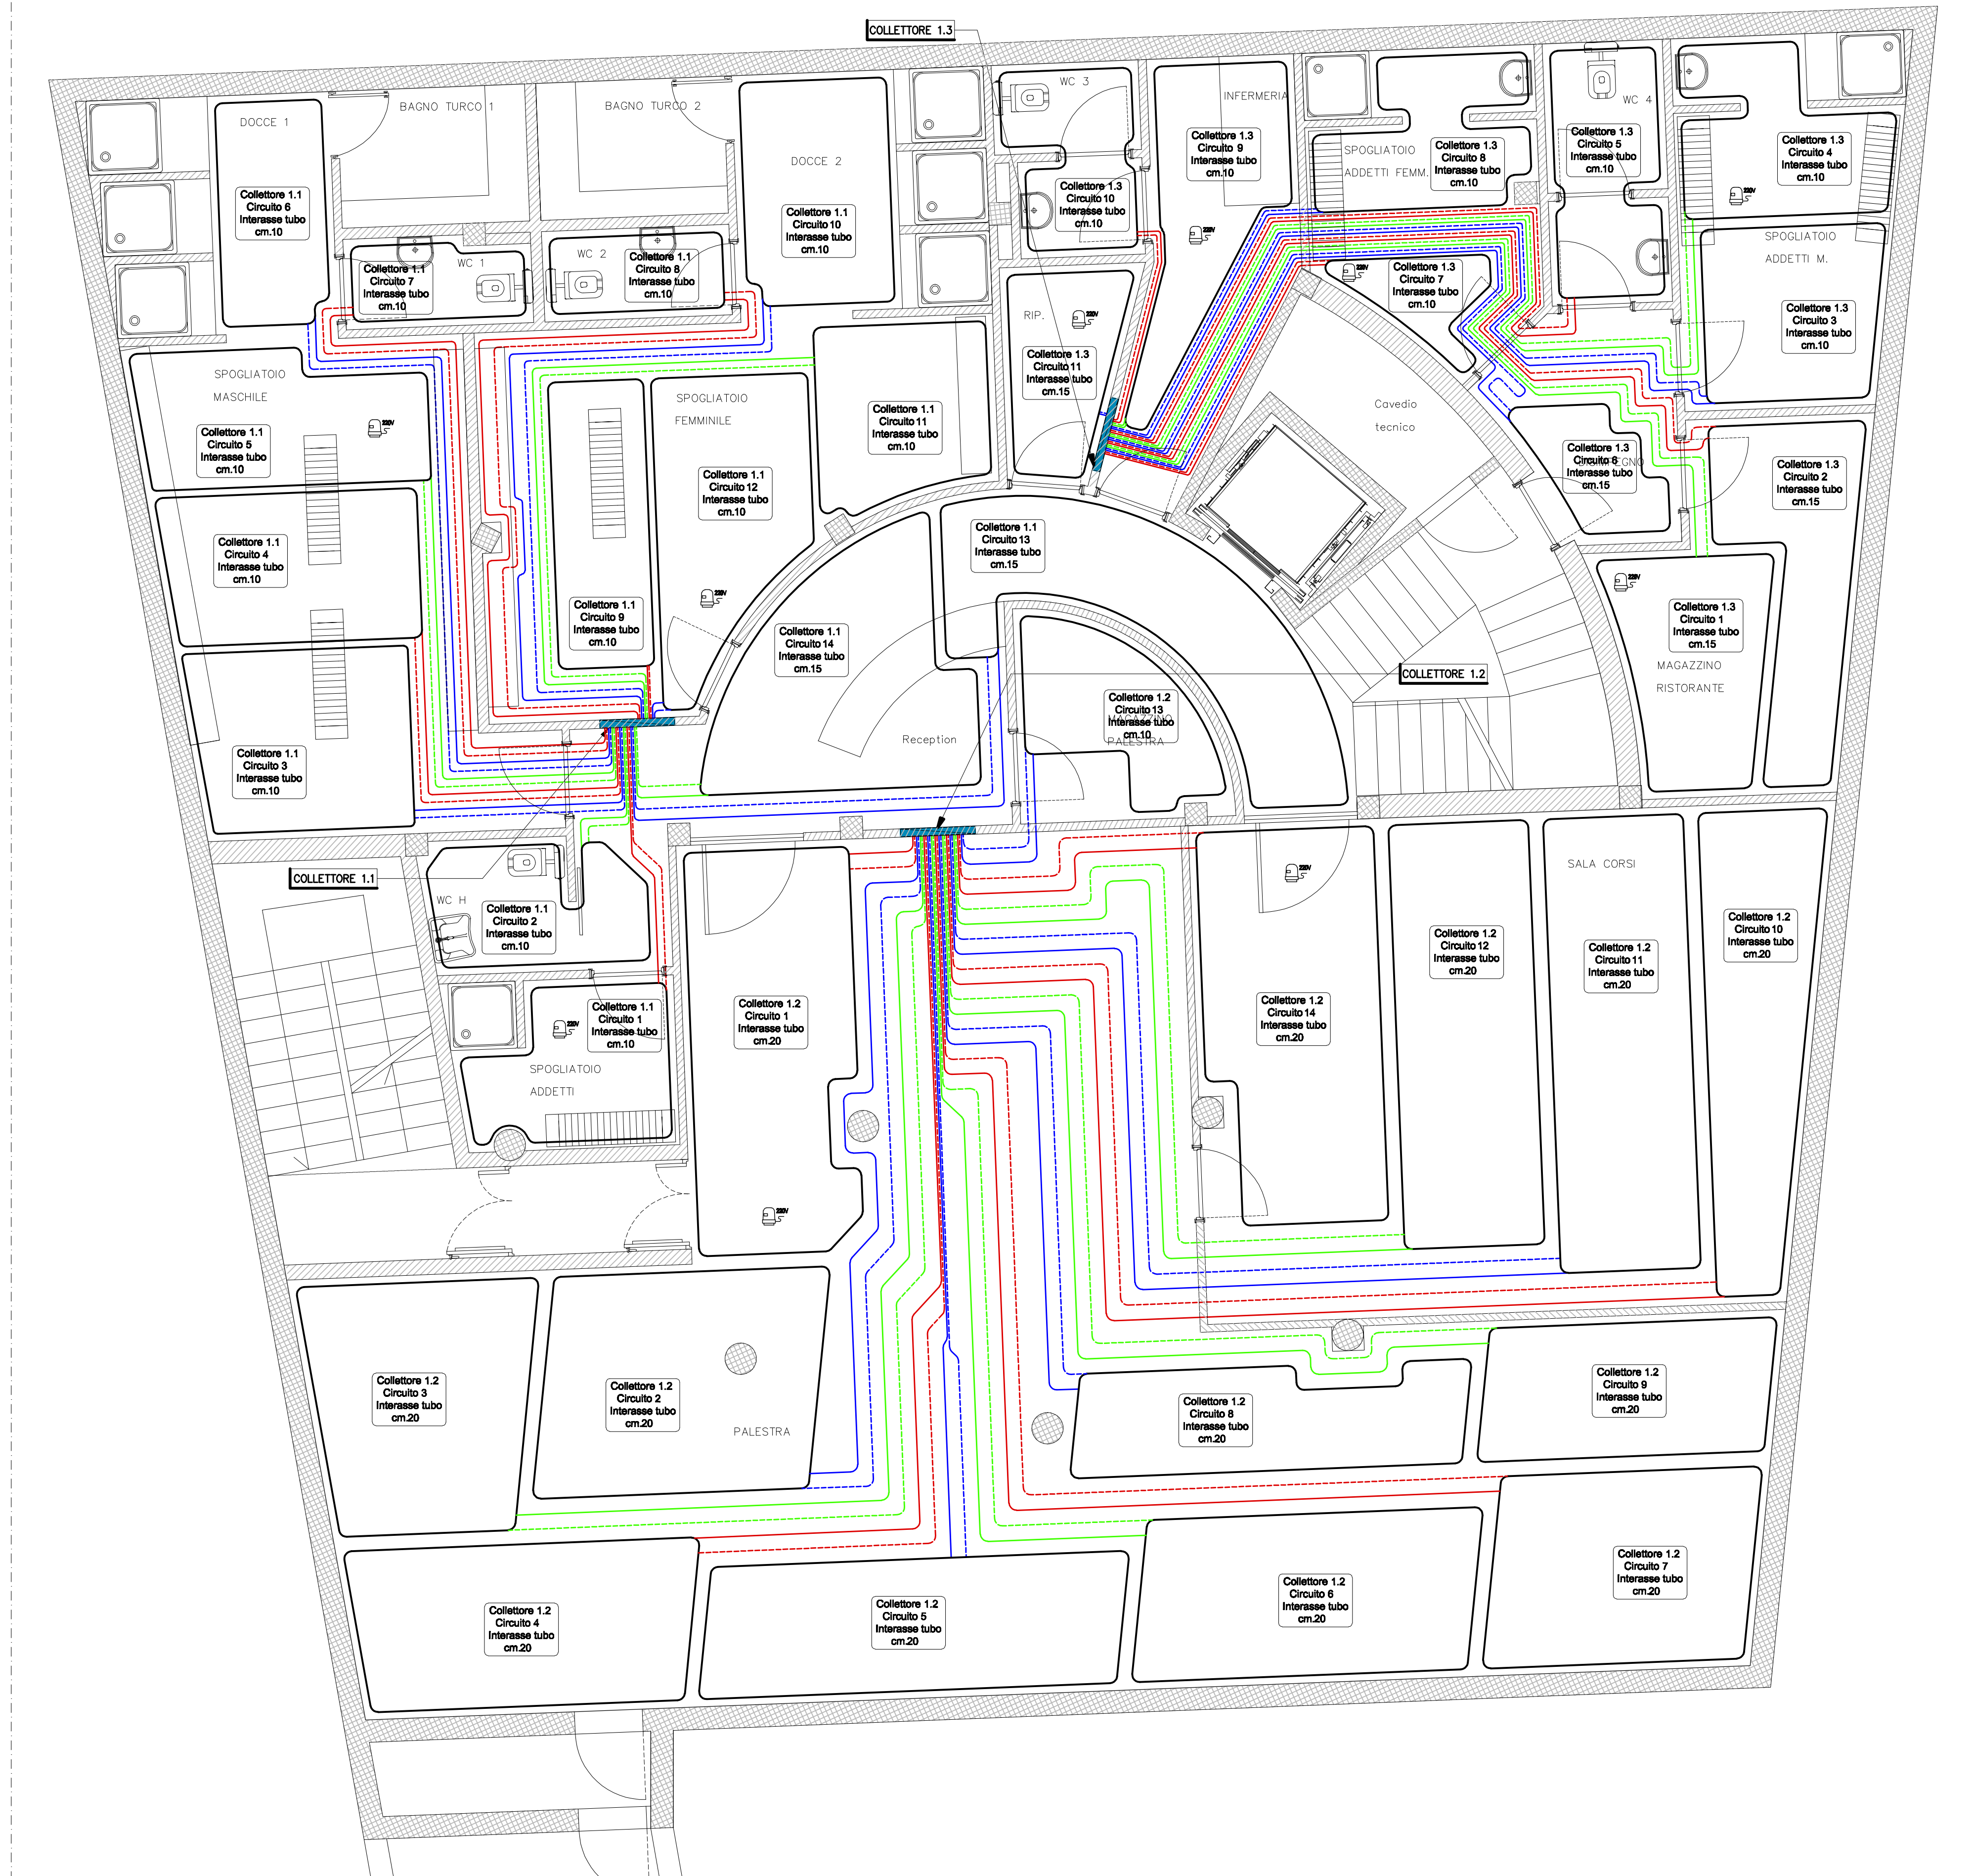 COLLETTORE 1.3
DOCCE 1
BAGNO TURCO 1
BAGNO TURCO 2
DOCCE 2
WC 3
INFERMERIA
WC 4
Collettore 1.1
Circuito 6
Interasse tubo
cm.10
Collettore 1.1
Circuito 10
Interasse tubo
cm.10
Collettore 1.3
Circuito 10
Interasse tubo
cm.10
Collettore 1.3
Circuito 9
Interasse tubo
cm.10
SPOGLIATOIO
ADDETTI FEMM.
Collettore 1.3
Circuito 8
Interasse tubo
cm.10
Collettore 1.3
Circuito 5
Interasse tubo
cm.10
Collettore 1.3
Circuito 4
Interasse tubo
cm.10
220V
SPOGLIATOIO
ADDETTI M.
Collettore 1.1
Circuito 7
Interasse tubo
cm.10
WC 1
WC 2
Collettore 1.1
Circuito 8
Interasse tubo
cm.10
220V
220V
Collettore 1.3
Circuito 7
Interasse tubo
cm.10
RIP.
220V
Collettore 1.3
Circuito 11
Interasse tubo
cm.15
Collettore 1.3
Circuito 3
Interasse tubo
cm.10
SPOGLIATOIO
MASCHILE
220V
Collettore 1.1
Circuito 5
Interasse tubo
cm.10
SPOGLIATOIO
FEMMINILE
Collettore 1.1
Circuito 11
Interasse tubo
cm.10
Cavedio
tecnico
Collettore 1.3
Circuito 6
Interasse tubo
cm.15
Collettore 1.3
Circuito 2
Interasse tubo
cm.15
Collettore 1.1
Circuito 12
Interasse tubo
cm.10
Collettore 1.1
Circuito 4
Interasse tubo
cm.10
Collettore 1.1
Circuito 13
Interasse tubo
cm.15
220V
220V
Collettore 1.1
Circuito 9
Interasse tubo
cm.10
Collettore 1.1
Circuito 14
Interasse tubo
cm.15
Collettore 1.3
Circuito 1
Interasse tubo
cm.15
MAGAZZINO
RISTORANTE
COLLETTORE 1.2
Collettore 1.2
Circuito 13
Interasse tubo
cm.10
MAGAZZINO
PALESTRA
Reception
Collettore 1.1
Circuito 3
Interasse tubo
cm.10
COLLETTORE 1.1
WC H
Collettore 1.1
Circuito 2
Interasse tubo
cm.10
220V
SALA CORSI
Collettore 1.2
Circuito 12
Interasse tubo
cm.20
Collettore 1.2
Circuito 11
Interasse tubo
cm.20
Collettore 1.2
Circuito 10
Interasse tubo
cm.20
Collettore 1.1
Circuito 1
Interasse tubo
cm.10
220V
SPOGLIATOIO
ADDETTI
Collettore 1.2
Circuito 1
Interasse tubo
cm.20
Collettore 1.2
Circuito 14
Interasse tubo
cm.20
220V
Collettore 1.2
Circuito 3
Interasse tubo
cm.20
Collettore 1.2
Circuito 2
Interasse tubo
cm.20
PALESTRA
Collettore 1.2
Circuito 8
Interasse tubo
cm.20
Collettore 1.2
Circuito 9
Interasse tubo
cm.20
Collettore 1.2
Circuito 4
Interasse tubo
cm.20
Collettore 1.2
Circuito 5
Interasse tubo
cm.20
Collettore 1.2
Circuito 6
Interasse tubo
cm.20
Collettore 1.2
Circuito 7
Interasse tubo
cm.20